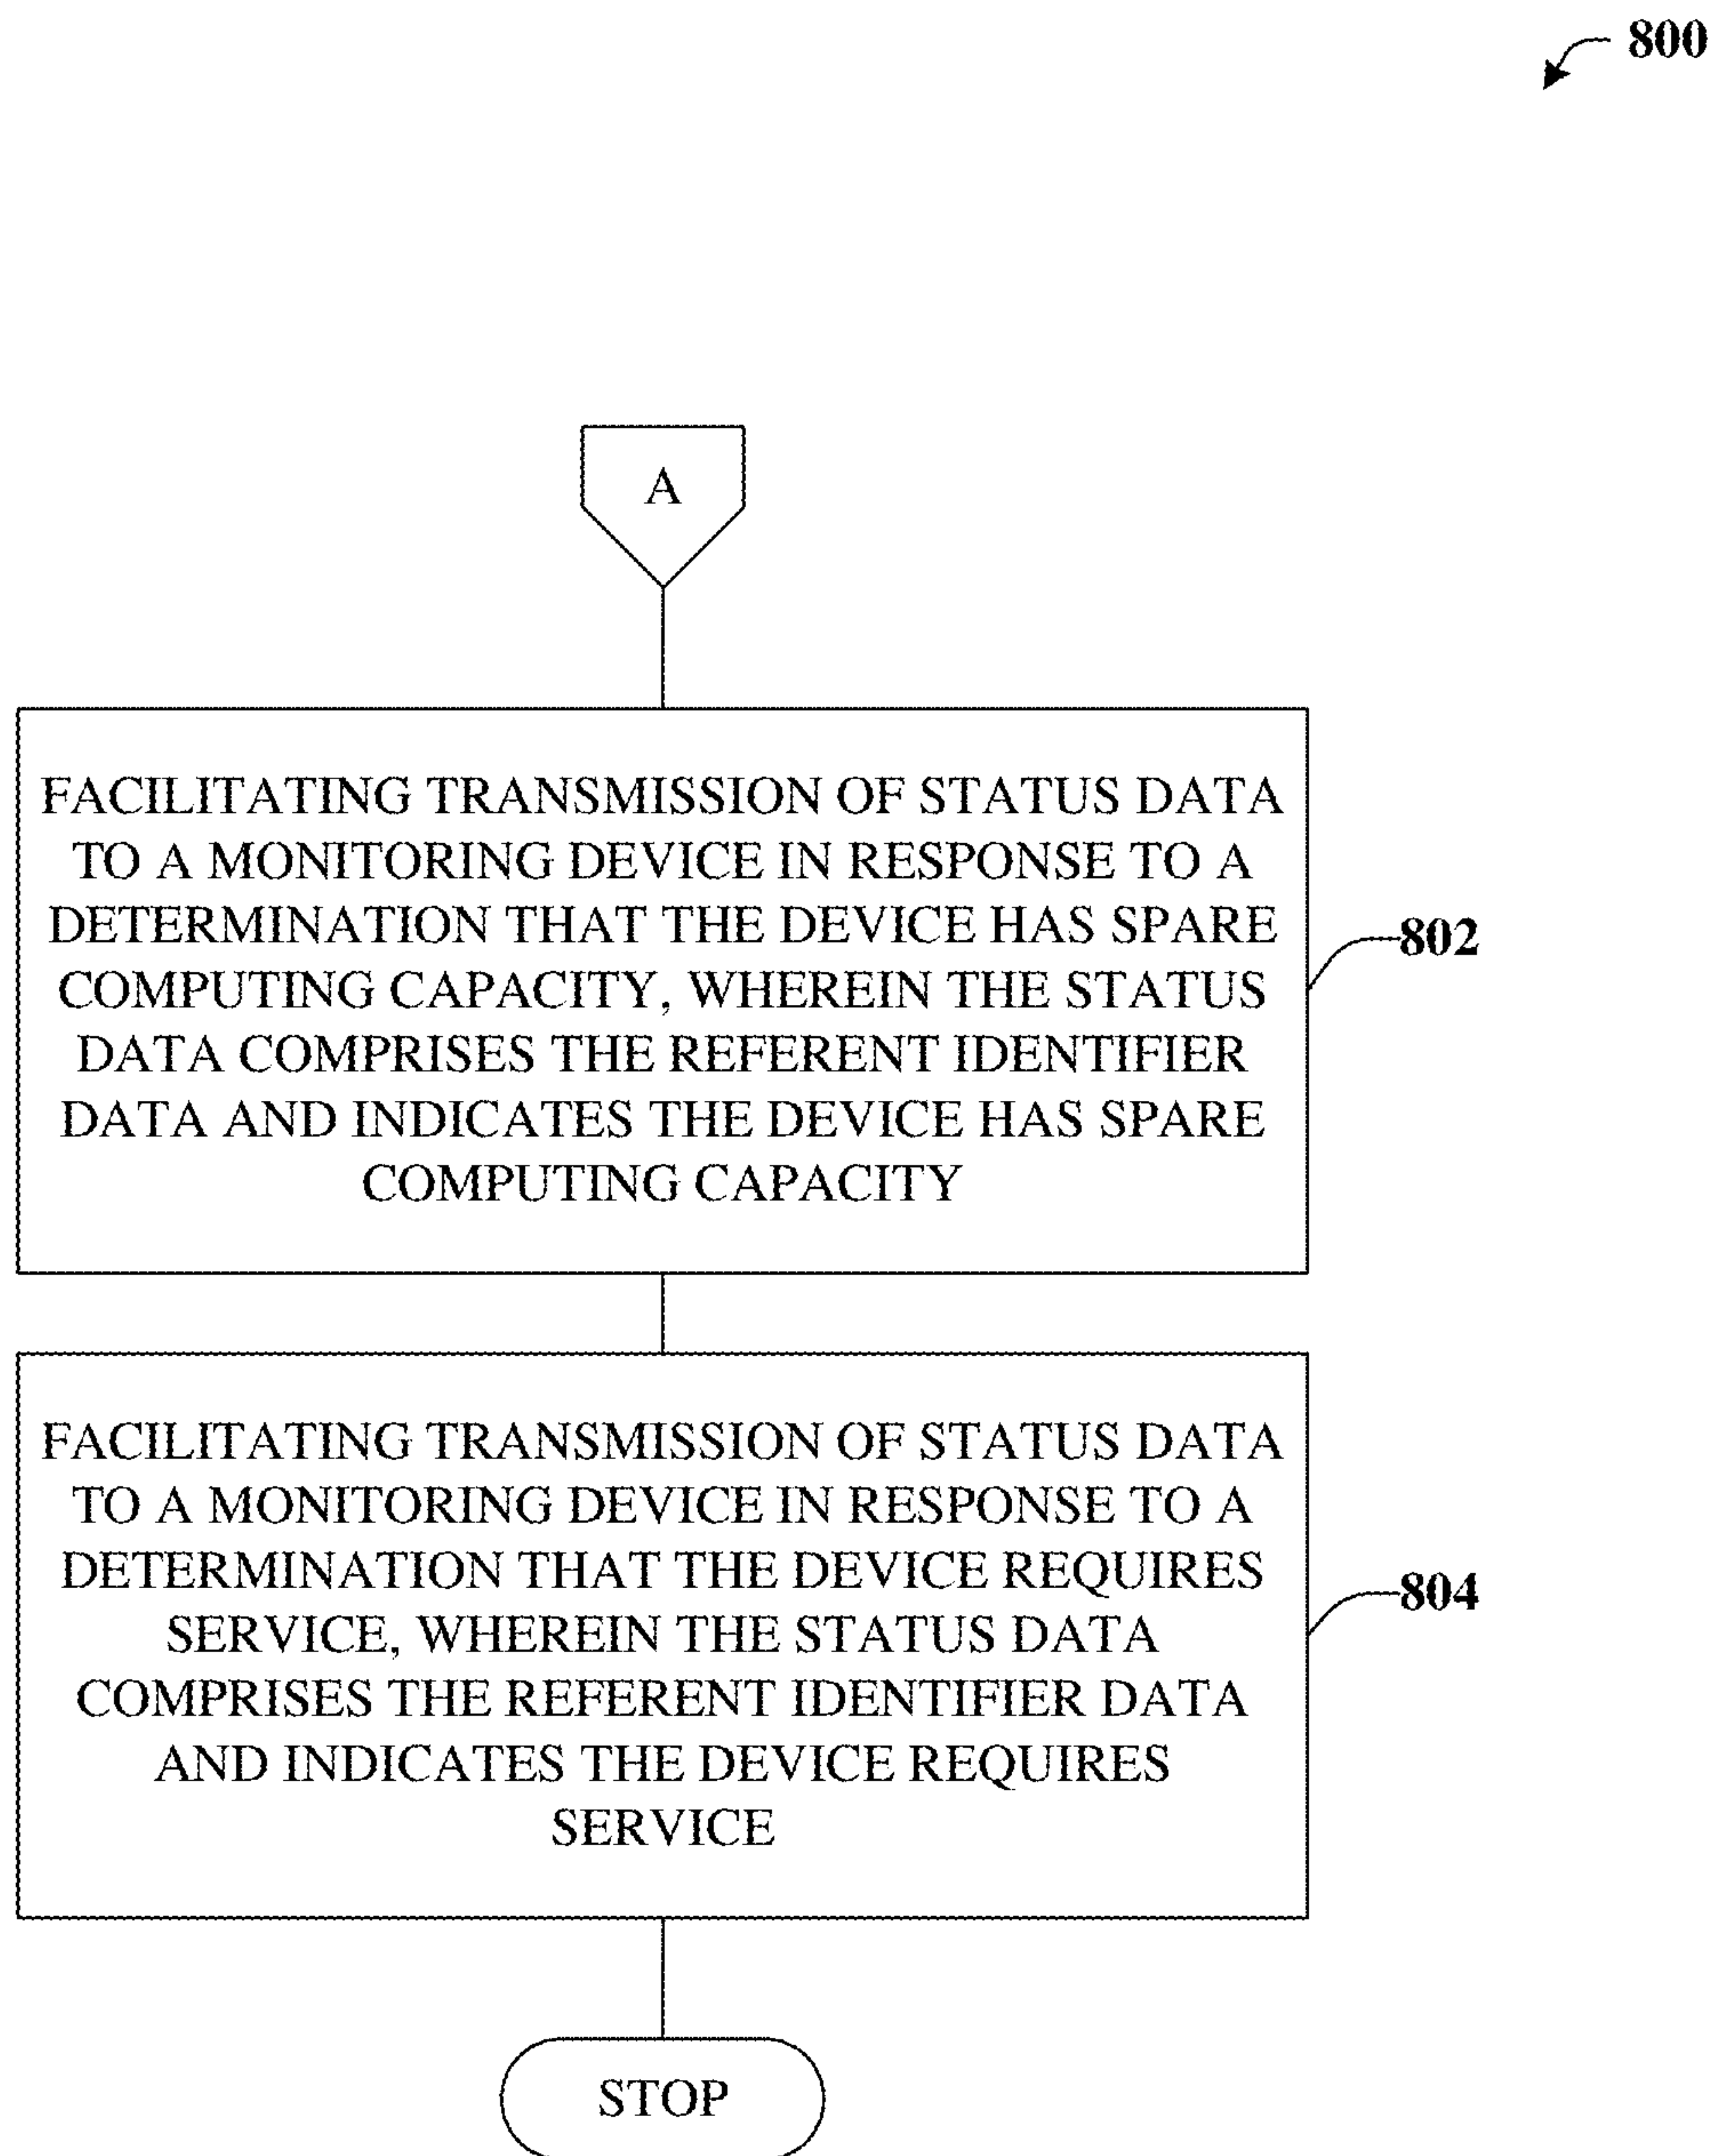 800
A
FACILITATING TRANSMISSION OF STATUS DATA
TO A MONITORING DEVICE IN RESPONSE TO A
DETERMINATION THAT THE DEVICE HAS SPARE
COMPUTING CAPACITY, WHEREIN THE STATUS
DATA COMPRISES THE REFERENT IDENTIFIER
DATA AND INDICATES THE DEVICE HAS SPARE
COMPUTING CAPACITY
802
FACILITATING TRANSMISSION OF STATUS DATA
TO A MONITORING DEVICE IN RESPONSE TO A
DETERMINATION THAT THE DEVICE REQUIRES
SERVICE, WHEREIN THE STATUS DATA
COMPRISES THE REFERENT IDENTIFIER DATA
AND INDICATES THE DEVICE REQUIRES
SERVICE
804
STOP